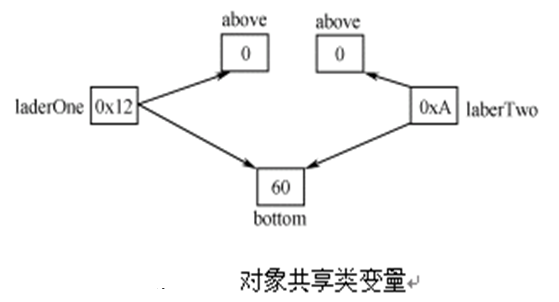 above above
0 0
laderOne 0x12 0xA laberTwo
60
bottom
对象共享类变量